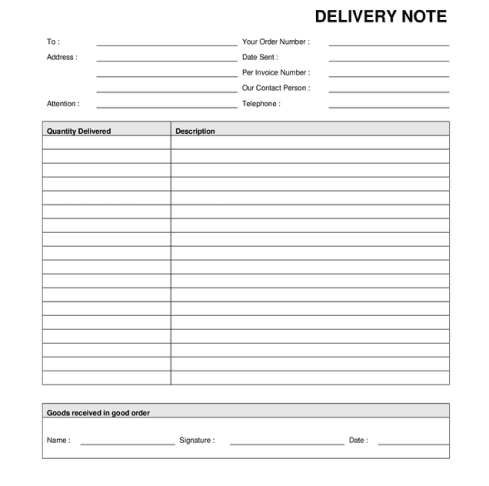 DELIVERY NOTE
To : Your Order Number :
Address : Date Sent :
Per Invoice Number :
Our Contact Person :
Attention : Telephone :
Quantity Delivered Description
Goods received in good order
Name : Signature : Date :